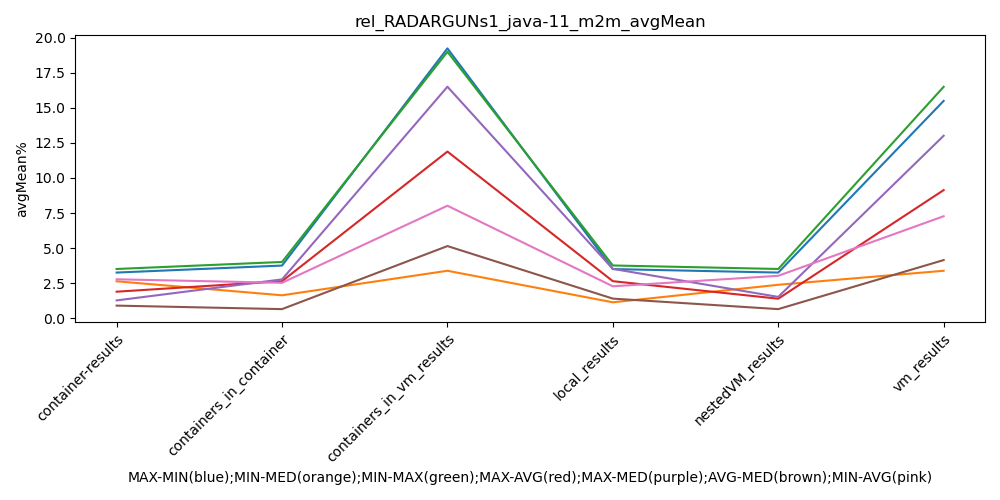 rel_RADARGUNs1_java-11_m2m_avgMean
avgMean%
20.0
17.5
15.0
12.5
10.0
7.5
5.0
2.5
0.0
container-results
containers_in_container
containers_in_vm_results
local_results
nestedVM_results
vm_results
MAX-MIN(blue);MIN-MED(orange);MIN-MAX(green);MAX-AVG(red);MAX-MED(purple);AVG-MED(brown);MIN-AVG(pink)